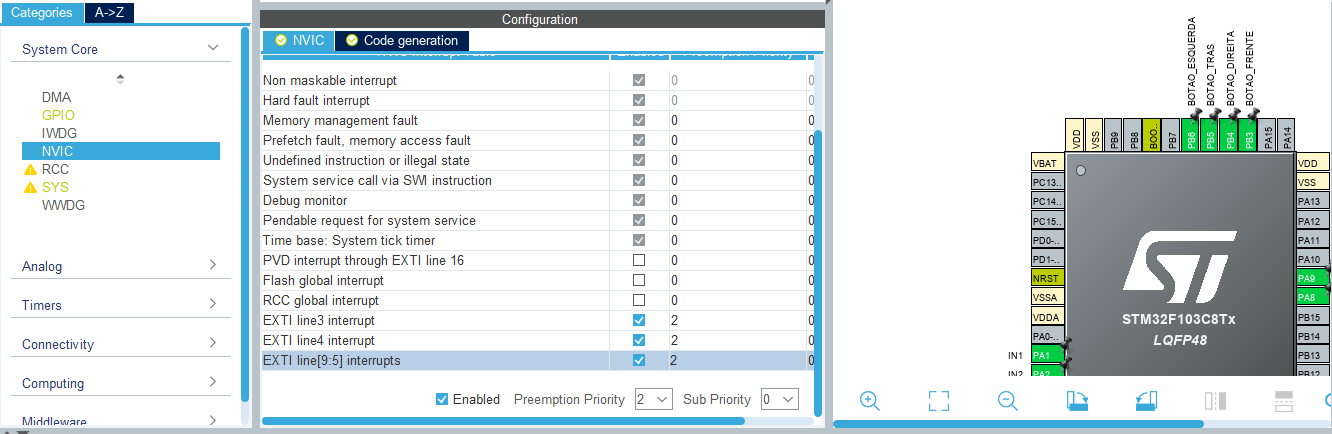 Categories A->Z
System Core
DMA
GPIO
IWDG
NVIC
RCC
SYS
WWDG
Analog
Timers
Connectivity
Computing
Middleware
Configuration
NVIC Code generation
Non maskable interrupt 0 0
Hard fault interrupt 0 0
Memory management fault 0 0
Prefetch fault, memory access fault 0 0
Undefined instruction or illegal state 0 0
System service call via SWI instruction 0 0
Debug monitor 0 0
Pendable request for system service 0 0
Time base: System tick timer 0 0
PVD interrupt through EXTI line 16 0 0
Flash global interrupt 0 0
RCC global interrupt 0 0
EXTI line3 interrupt 2 0
EXTI line4 interrupt 2 0
EXTI line[9:5] interrupts 2 0
Enabled Preemption Priority 2 Sub Priority 0
BOTAO_ESQUERDA
BOTAO_TRAS
BOTAO_DIREITA
BOTAO_FRENTE
VDD
VSS
PB9
PB8
BOO..
PB7
PB6
PB5
PB4
PB3
PA15
PA14
VBAT
PC13..
PC14..
PC15..
PD0-..
PD1-..
NRST
VSSA
VDDA
PA0-..
IN1 PA1
IN2 PA2
STM32F103C8Tx
LQFP48
VDD
VSS
PA13
PA12
PA11
PA10
PA9
PA8
PB15
PB14
PB13
PB12